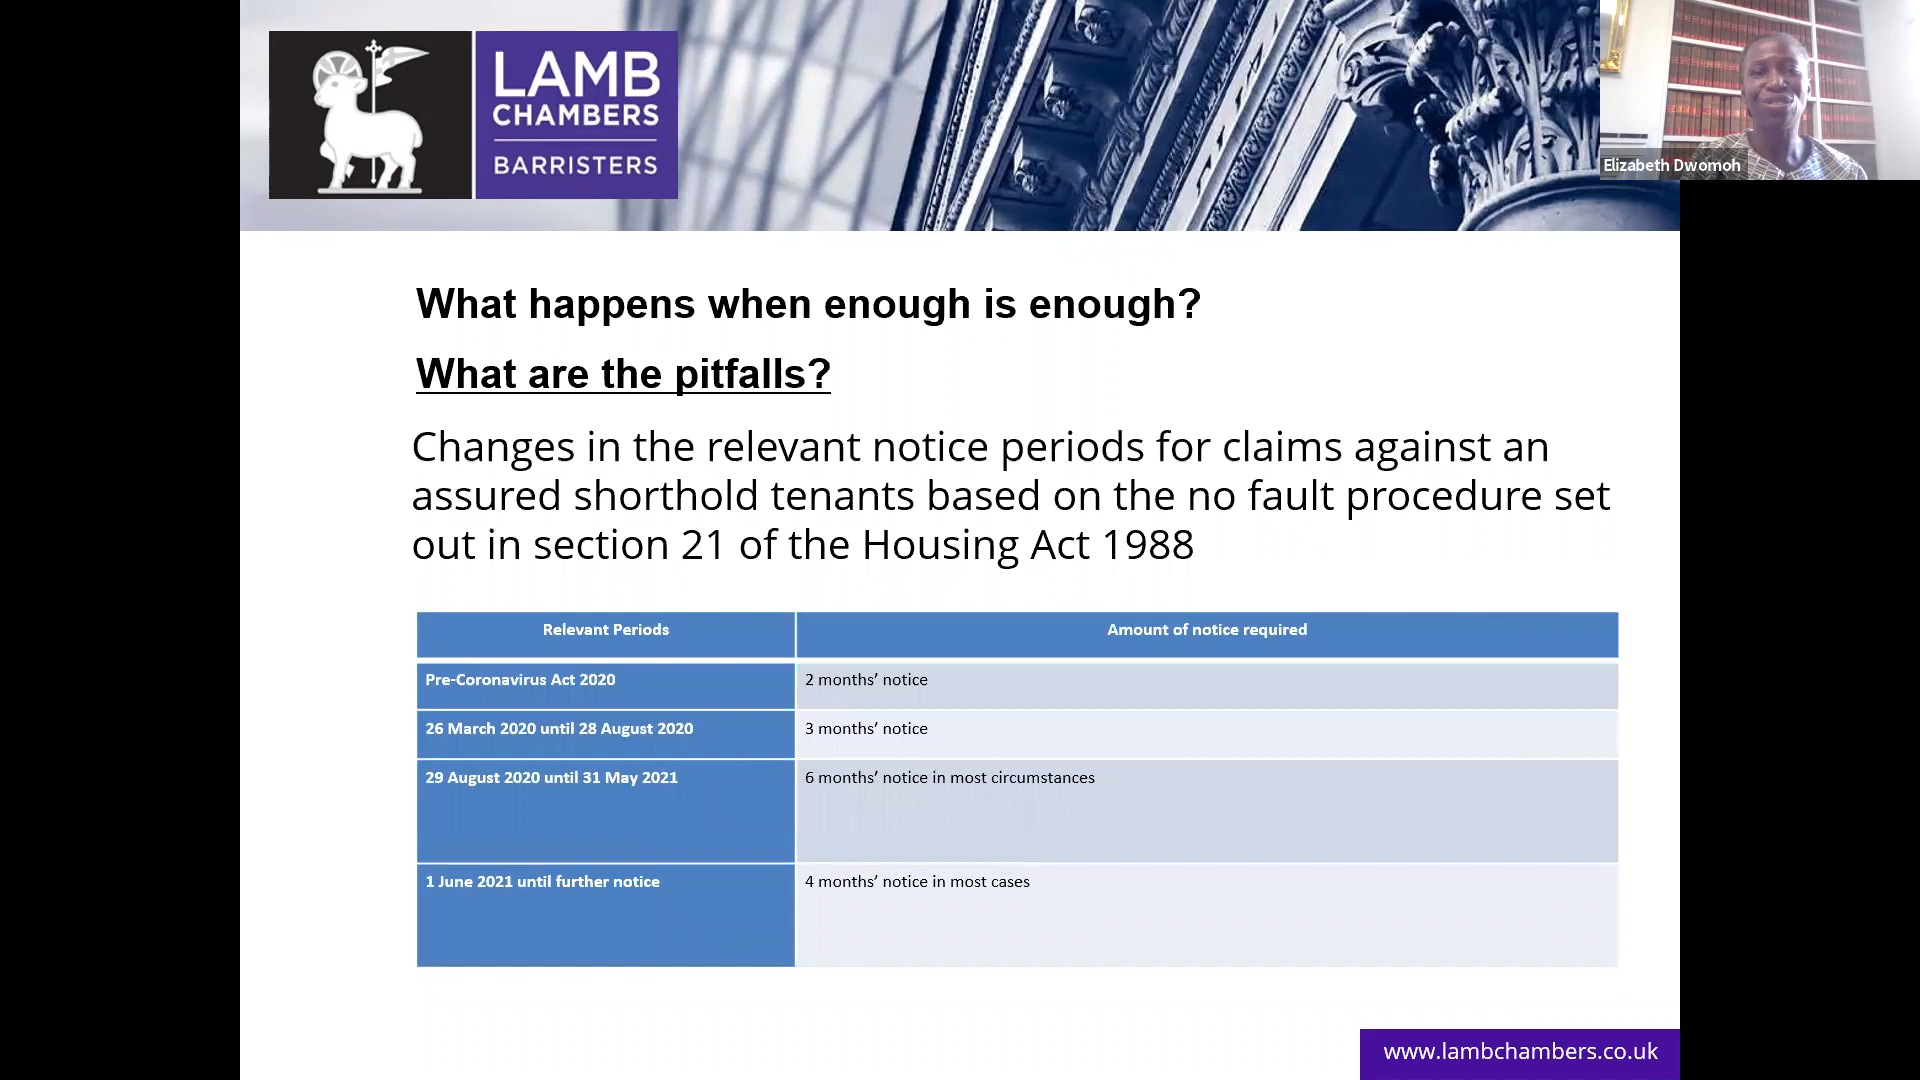 LAMB
CHAMBERS
BARRISTERS
Elizabeth Dwomoh
What happens when enough is enough?
What are the pitfalls?
Changes in the relevant notice periods for claims against an
assured shorthold tenants based on the no fault procedure set
out in section 21 of the Housing Act 1988
Relevant Periods
Amount of notice required
Pre-Coronavirus Act 2020
2 months’ notice
26 March 2020 until 28 August 2020
3 months’ notice
29 August 2020 until 31 May 2021
6 months’ notice in most circumstances
1 June 2021 until further notice
4 months’ notice in most cases
www.lambchambers.co.uk